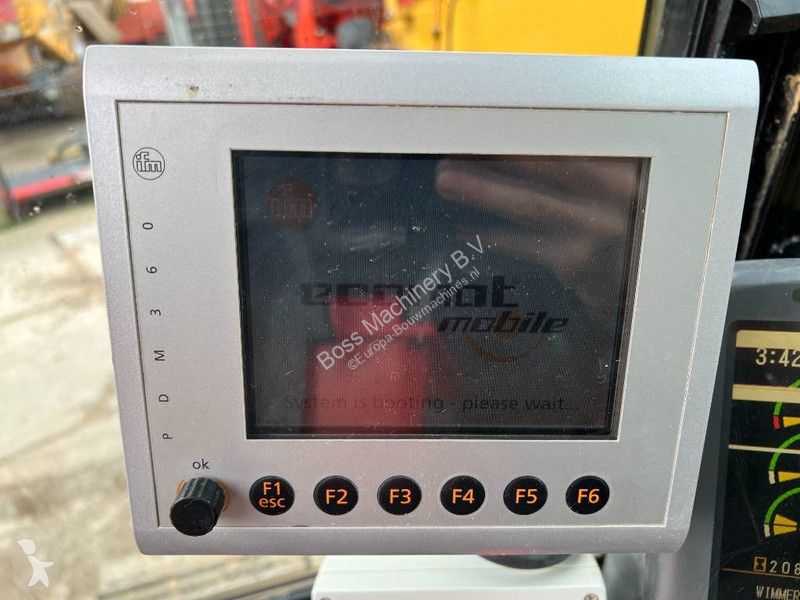 ifm
PDM360
ecomat
mobile
System is booting - please wait...
Boss Machinery B.V.
©Europa-Bouwmachines.nl
ok
F1
esc
F2
F3
F4
F5
F6
3:42
208
WIMMER